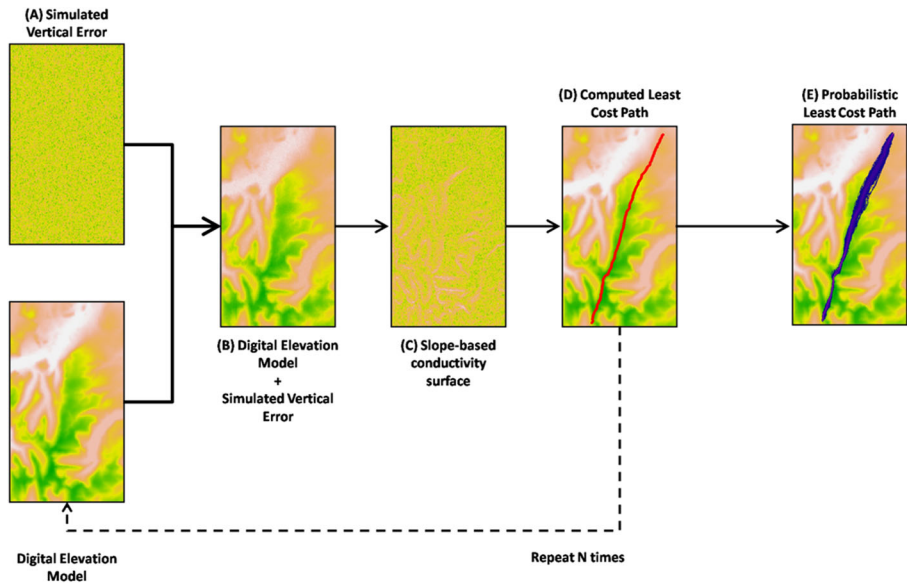 (A) Simulated
Vertical Error
(D) Computed Least
Cost Path
(E) Probabilistic
Least Cost Path
(B) Digital Elevation
Model
+
Simulated Vertical
Error
(C) Slope-based
conductivity
surface
Digital Elevation
Model
Repeat N times